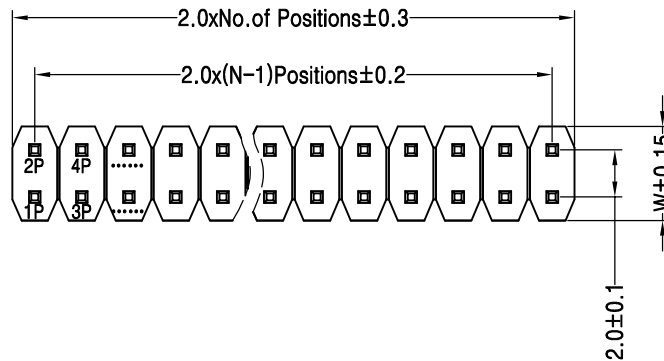 2.0xNo.of Positions±0.3
2.0x(N-1)Positions±0.2
2P 4P ......
1P 3P ......
W±0.15
2.0±0.1